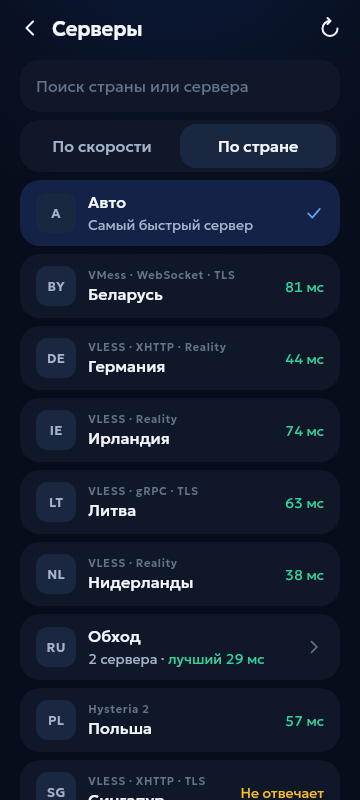 Серверы
Поиск страны или сервера
По скорости
По стране
A
Авто
Самый быстрый сервер
BY
VMess · WebSocket · TLS
Беларусь
81 мс
DE
VLESS · XHTTP · Reality
Германия
44 мс
IE
VLESS · Reality
Ирландия
74 мс
LT
VLESS · gRPC · TLS
Литва
63 мс
NL
VLESS · Reality
Нидерланды
38 мс
RU
Обход
2 сервера · лучший 29 мс
PL
Hysteria 2
Польша
57 мс
SG
VLESS · XHTTP · TLS
Сингапур
Не отвечает